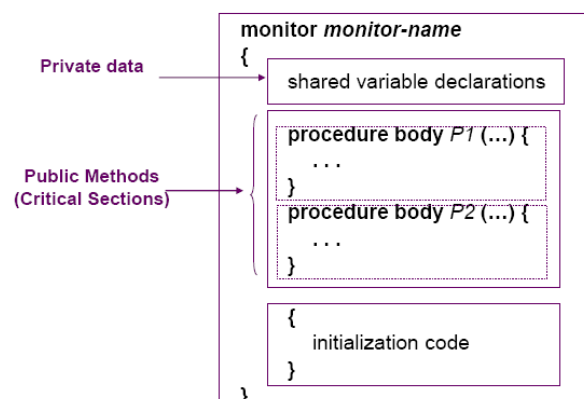 monitor monitor-name
{
Private data
shared variable declarations
Public Methods
(Critical Sections)
procedure body P1 (...) {
. . .
}
procedure body P2 (...) {
. . .
}
{
initialization code
}
}